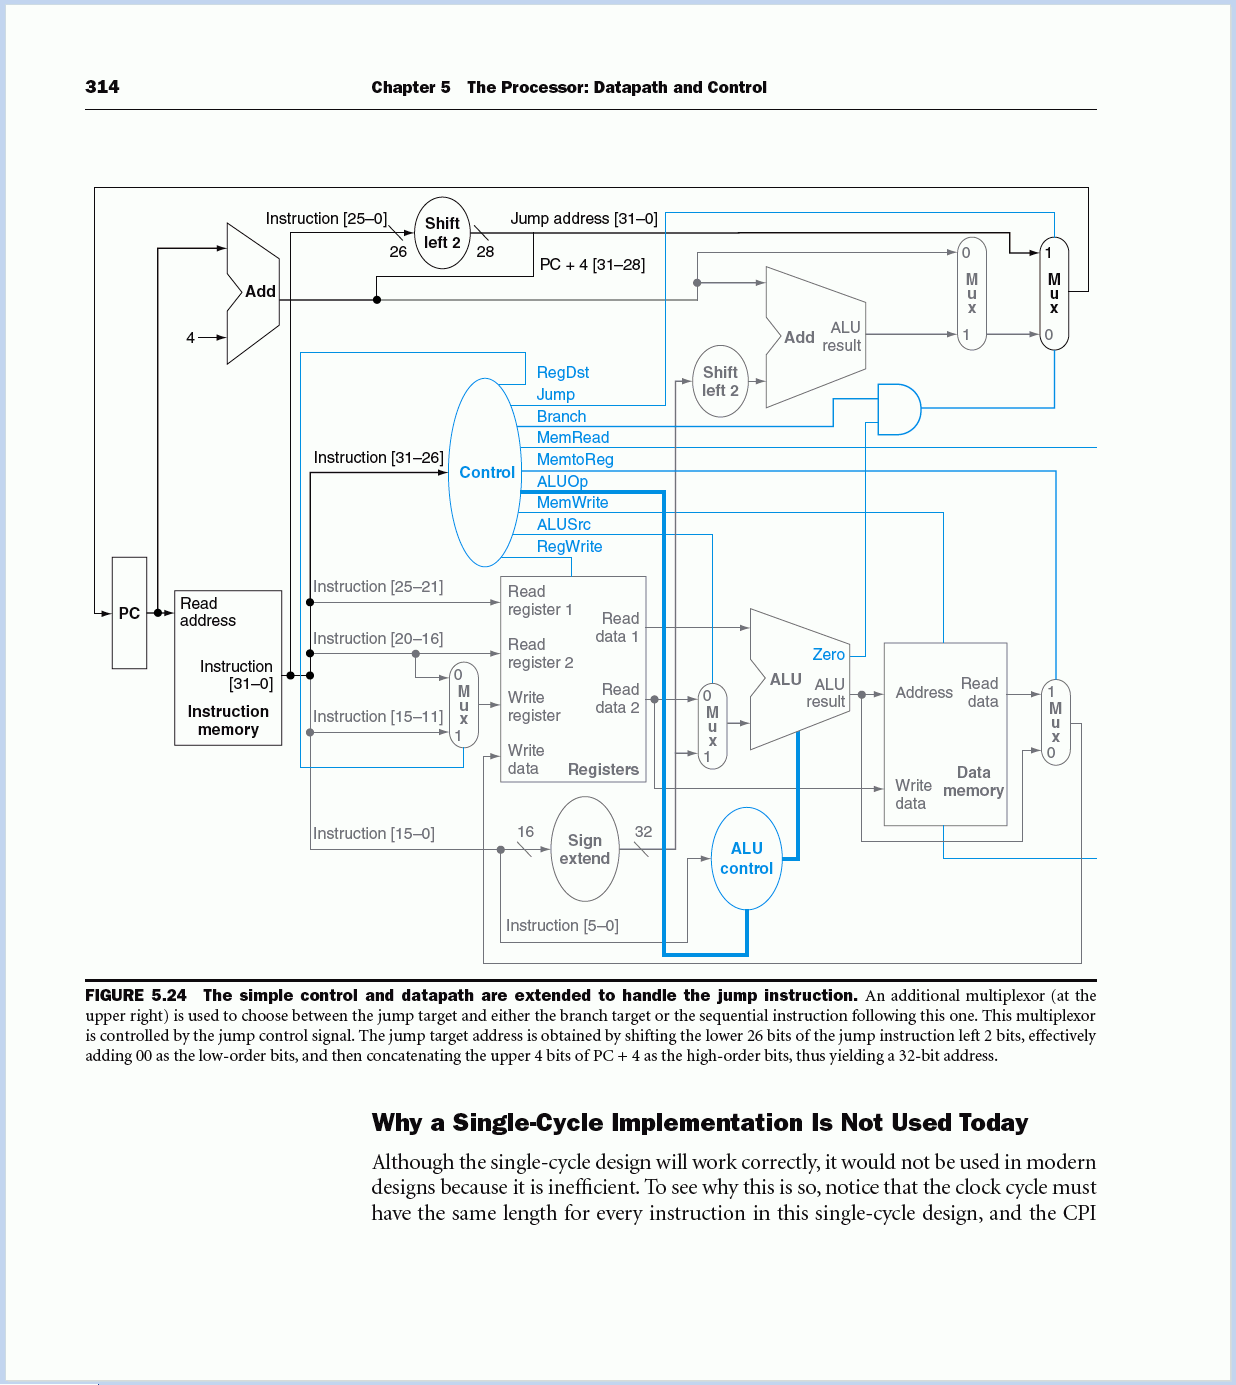 314
Chapter 5 The Processor: Datapath and Control
Instruction [25–0]
Shift
left 2
Jump address [31–0]
26
28
PC + 4 [31–28]
Add
4
0
M
u
x
1
1
M
u
x
0
Add
ALU
result
Shift
left 2
RegDst
Jump
Branch
MemRead
MemtoReg
ALUOp
MemWrite
ALUSrc
RegWrite
Instruction [31–26]
Control
PC
Read
address
Instruction
[31–0]
Instruction
memory
Instruction [25–21]
Instruction [20–16]
Instruction [15–11]
0
M
u
x
1
Read
register 1
Read
register 2
Write
register
Write
data
Read
data 1
Read
data 2
Registers
0
M
u
x
1
Zero
ALU
ALU
result
Address
Read
data
Write
data
Data
memory
1
M
u
x
0
Instruction [15–0]
16
Sign
extend
32
ALU
control
Instruction [5–0]
FIGURE 5.24 The simple control and datapath are extended to handle the jump instruction. An additional multiplexor (at the
upper right) is used to choose between the jump target and either the branch target or the sequential instruction following this one. This multiplexor
is controlled by the jump control signal. The jump target address is obtained by shifting the lower 26 bits of the jump instruction left 2 bits, effectively
adding 00 as the low-order bits, and then concatenating the upper 4 bits of PC + 4 as the high-order bits, thus yielding a 32-bit address.
Why a Single-Cycle Implementation Is Not Used Today
Although the single-cycle design will work correctly, it would not be used in modern
designs because it is inefficient. To see why this is so, notice that the clock cycle must
have the same length for every instruction in this single-cycle design, and the CPI